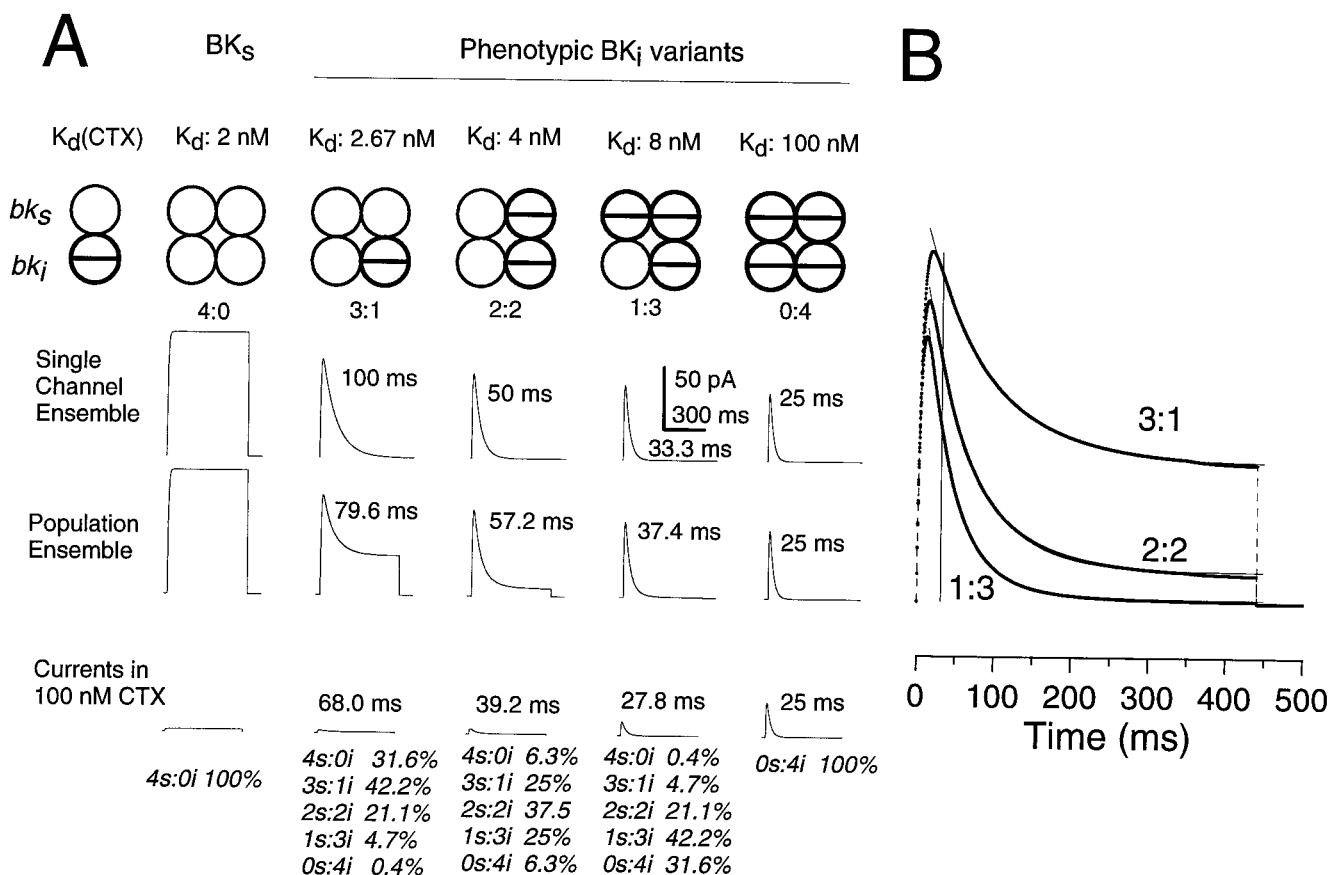 A
BKs
Phenotypic BKi variants
B
Kd(CTX)
Kd: 2 nM
Kd: 2.67 nM
Kd: 4 nM
Kd: 8 nM
Kd: 100 nM
bks
bki
4:0
3:1
2:2
1:3
0:4
Single
Channel
Ensemble
100 ms
50 ms
50 pA
300 ms
33.3 ms
25 ms
Population
Ensemble
79.6 ms
57.2 ms
37.4 ms
25 ms
Currents in
100 nM CTX
68.0 ms
39.2 ms
27.8 ms
25 ms
4s:0i 100%
4s:0i 31.6%
3s:1i 42.2%
2s:2i 21.1%
1s:3i 4.7%
0s:4i 0.4%
4s:0i 6.3%
3s:1i 25%
2s:2i 37.5
1s:3i 25%
0s:4i 6.3%
4s:0i 0.4%
3s:1i 4.7%
2s:2i 21.1%
1s:3i 42.2%
0s:4i 31.6%
0s:4i 100%
3:1
2:2
1:3
0 100 200 300 400 500
Time (ms)